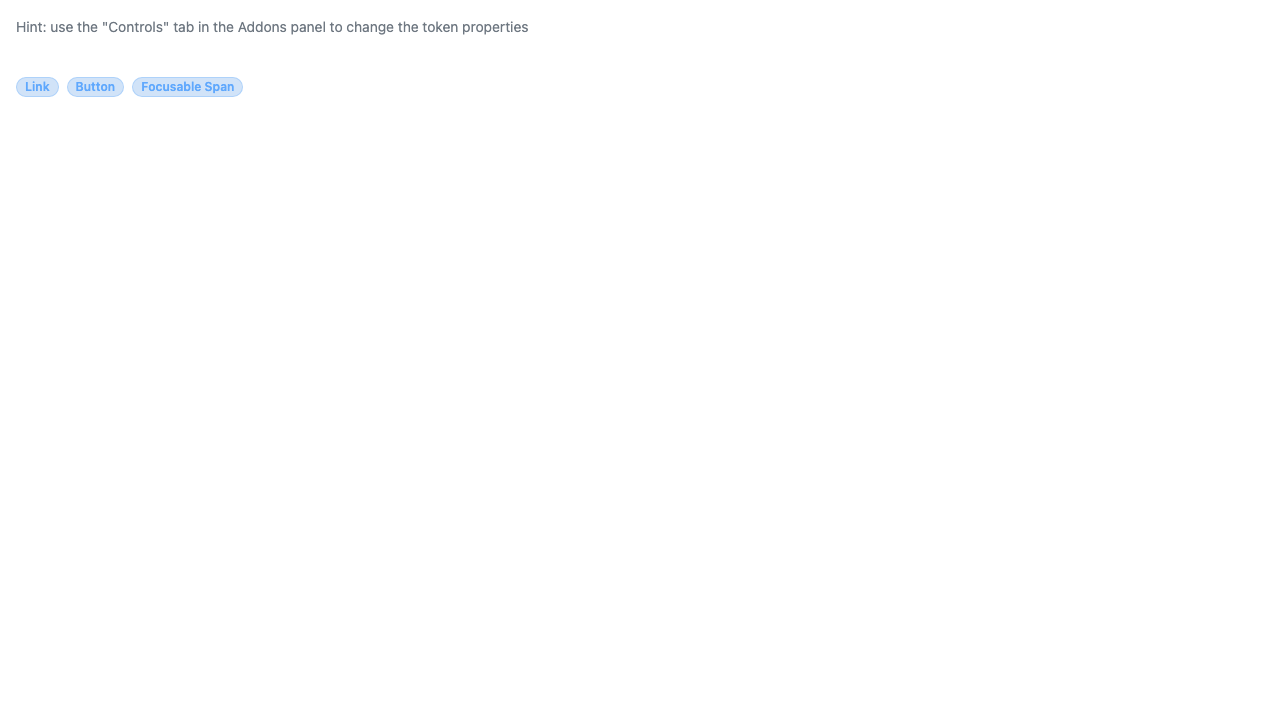 Hint: use the "Controls" tab in the Addons panel to change the token properties
Link Button Focusable Span